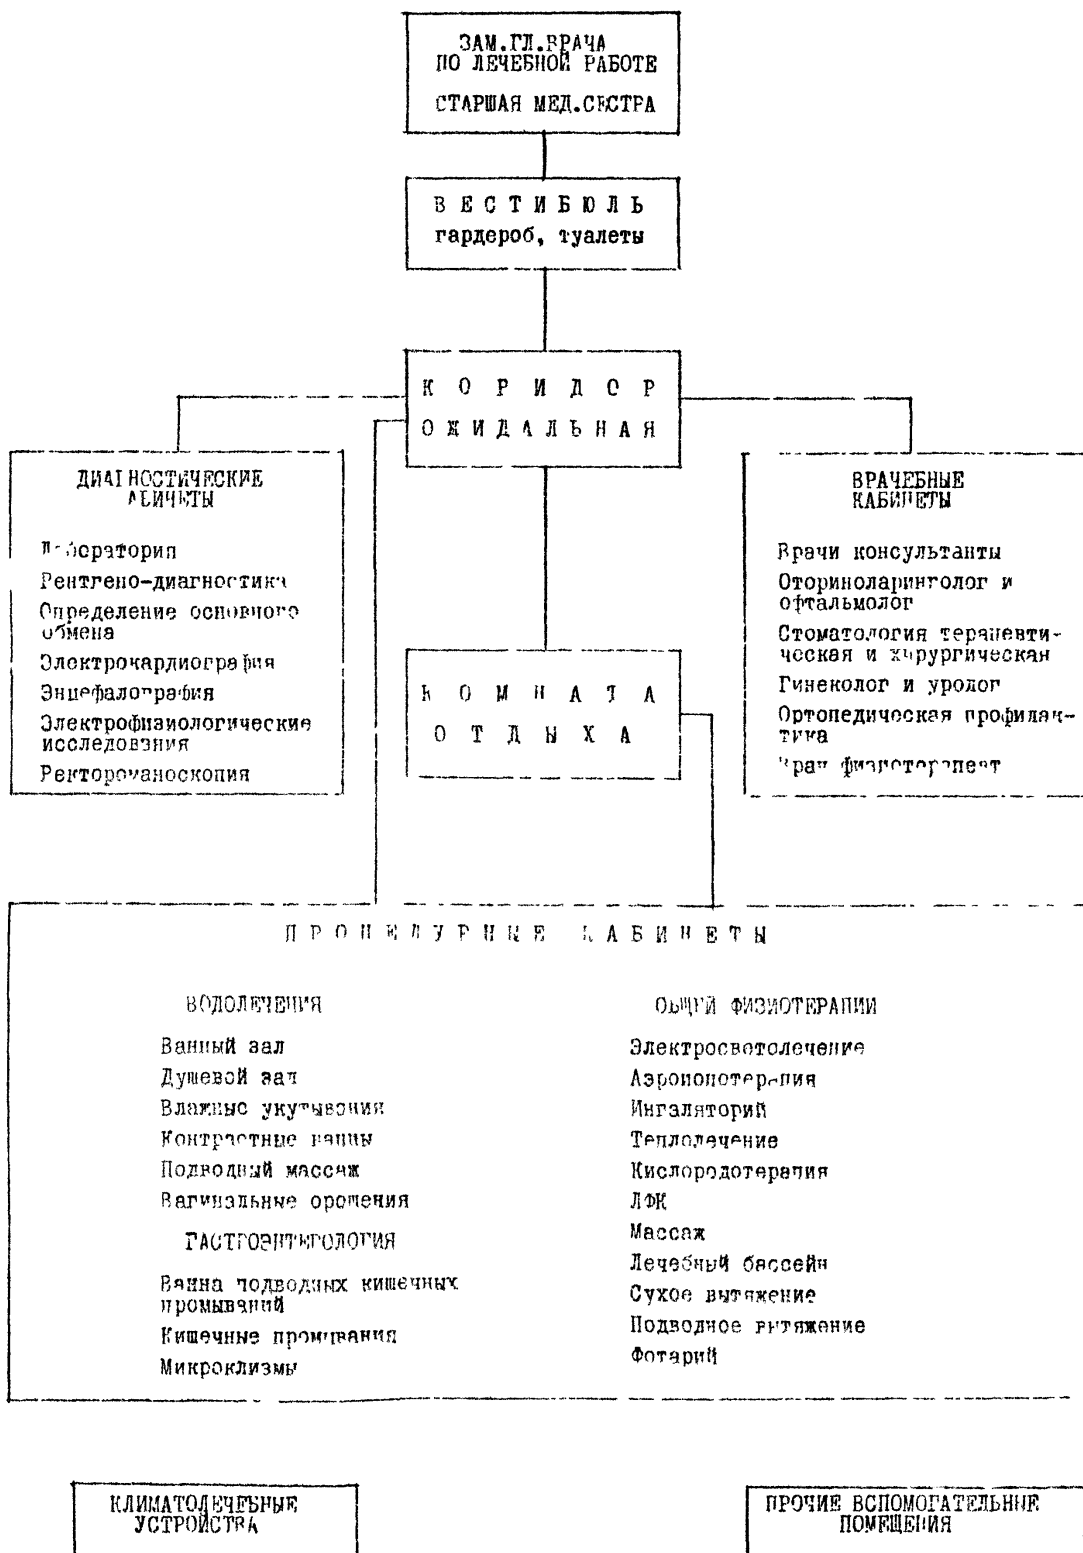 ЗАМ.ГЛ.ВРАЧА
ПО ЛЕЧЕБНОЙ РАБОТЕ
СТАРШАЯ МЕД.СЕСТРА
ВЕСТИБЮЛЬ
гардероб, туалеты
КОРИДОР
ОЖИДАЛЬНАЯ
ДИАГНОСТИЧЕСКИЕ
КАБИНЕТЫ
Лаборатория
Рентгено-диагностика
Определение основного
обмена
Электрокардиография
Энцефалография
Электрофизиологические
исследования
Ректороманоскопия
ВРАЧЕБНЫЕ
КАБИНЕТЫ
Врачи консультанты
Оториноларинголог и
офтальмолог
Стоматология терапевти-
ческая и хирургическая
Гинеколог и уролог
Ортопедическая профилак-
тика
Врач физиотерапевт
КОМНАТА
ОТДЫХА
ПРОЦЕДУРНЫЕ КАБИНЕТЫ
ВОДОЛЕЧЕНИЯ
Ванный зал
Душевой зал
Влажные укутывания
Контрастные ванны
Подводный массаж
Вагинальные орошения
ГАСТРОЭНТЕРОЛОГИЯ
Ванна подводных кишечных
промываний
Кишечные промывания
Микроклизмы
ОБЩЕЙ ФИЗИОТЕРАПИИ
Электросветолечение
Аэроионотерапия
Ингаляторий
Теплолечение
Кислородотерапия
ЛФК
Массаж
Лечебный бассейн
Сухое вытяжение
Подводное вытяжение
Фотарий
КЛИМАТОЛЕЧЕБНЫЕ
УСТРОЙСТВА
ПРОЧИЕ ВСПОМОГАТЕЛЬНЫЕ
ПОМЕЩЕНИЯ